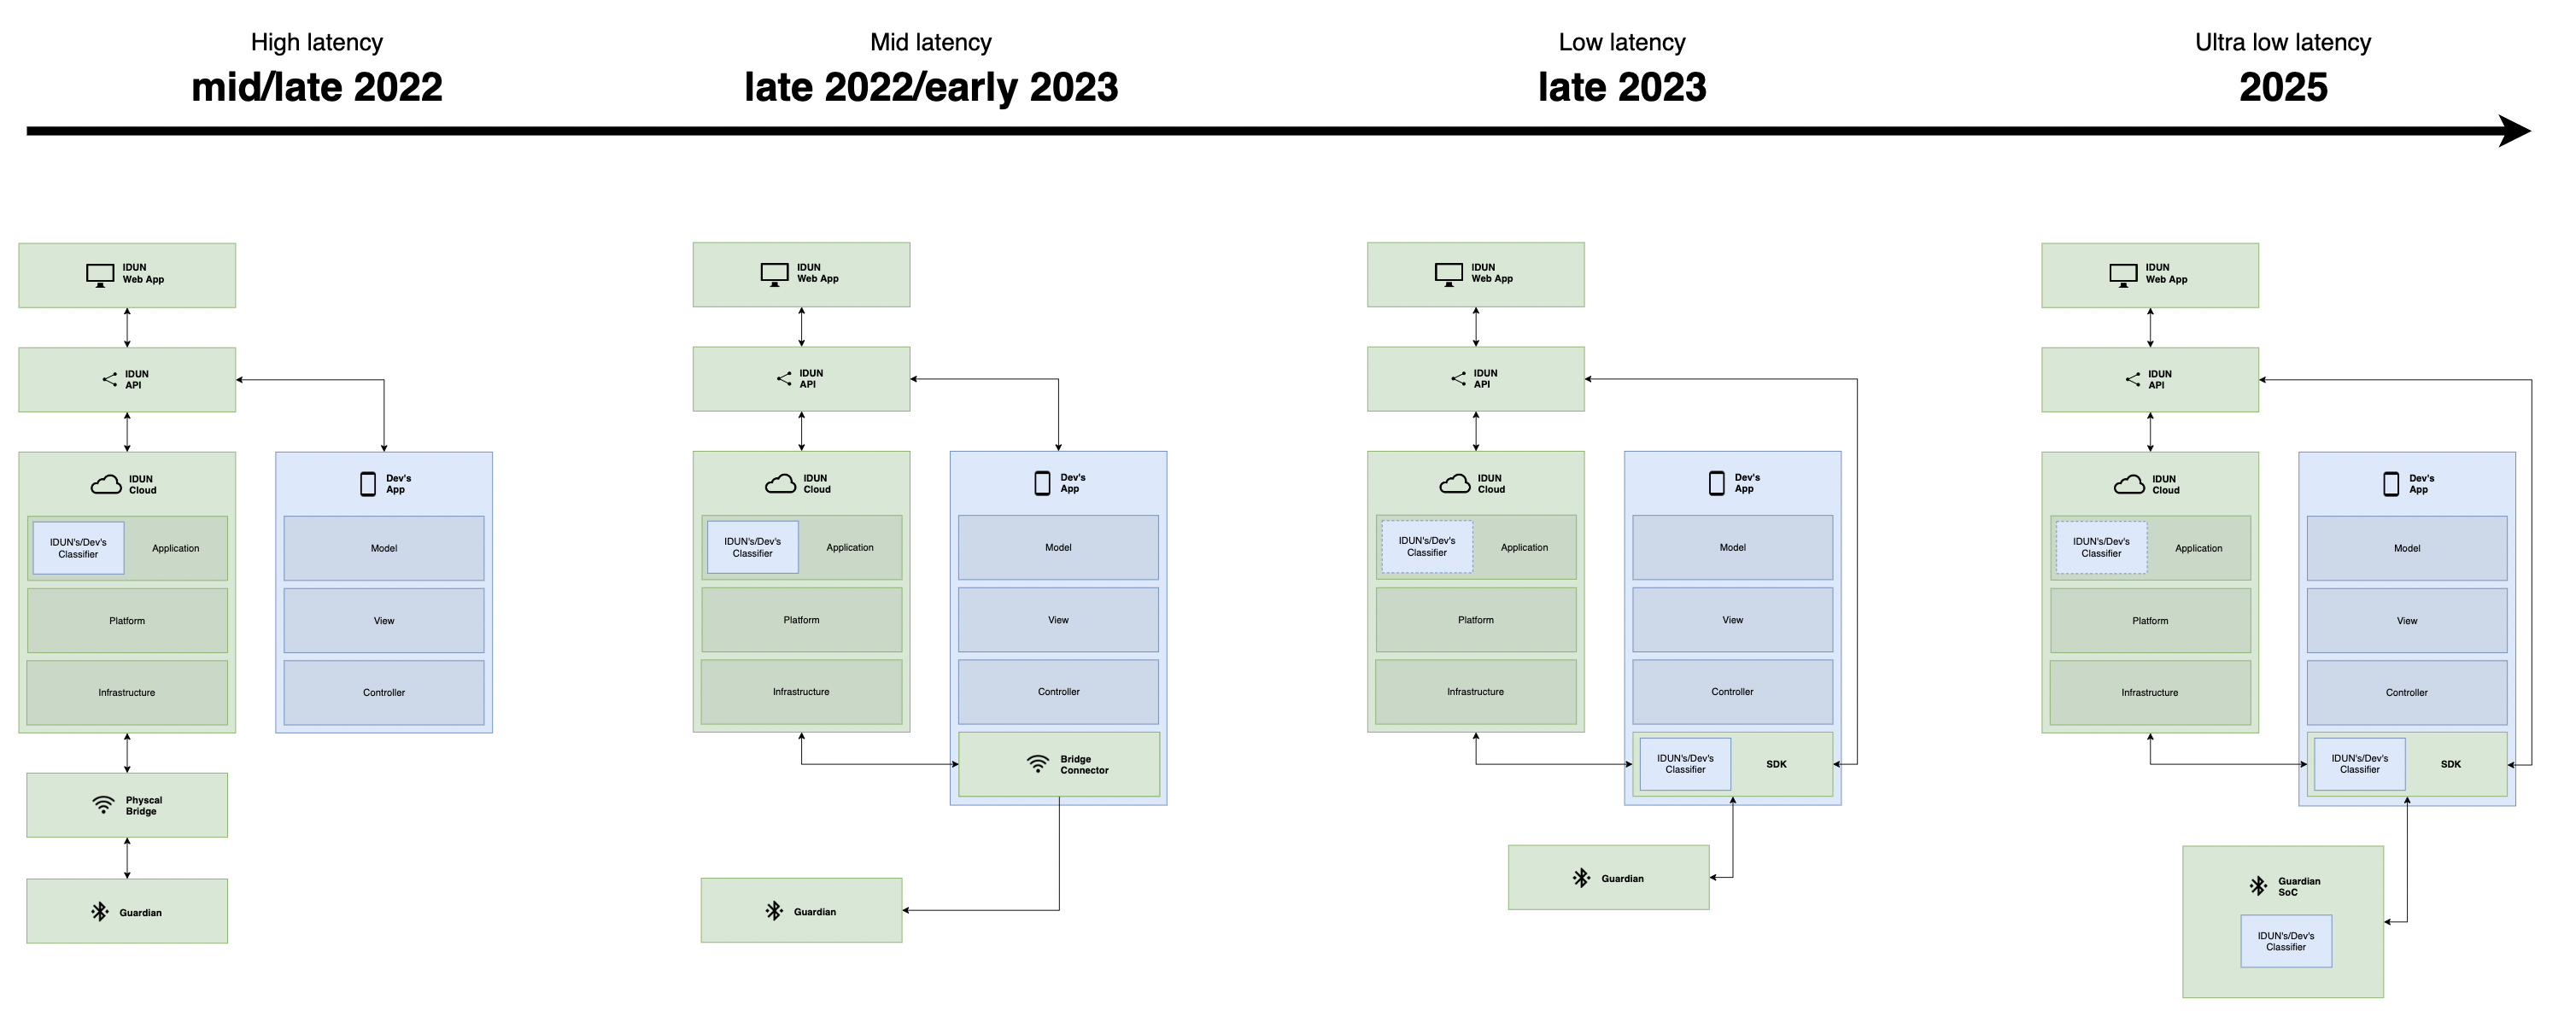 High latency
mid/late 2022
Mid latency
late 2022/early 2023
Low latency
late 2023
Ultra low latency
2025
IDUN
Web App
IDUN
API
IDUN
Cloud
IDUN's/Dev's
Classifier
Application
Platform
Infrastructure
Physcal
Bridge
Guardian
Dev's
App
Model
View
Controller
IDUN
Web App
IDUN
API
IDUN
Cloud
IDUN's/Dev's
Classifier
Application
Platform
Infrastructure
Dev's
App
Model
View
Controller
Bridge
Connector
Guardian
IDUN
Web App
IDUN
API
IDUN
Cloud
IDUN's/Dev's
Classifier
Application
Platform
Infrastructure
Dev's
App
Model
View
Controller
IDUN's/Dev's
Classifier
SDK
Guardian
IDUN
Web App
IDUN
API
IDUN
Cloud
IDUN's/Dev's
Classifier
Application
Platform
Infrastructure
Dev's
App
Model
View
Controller
IDUN's/Dev's
Classifier
SDK
Guardian
SoC
IDUN's/Dev's
Classifier